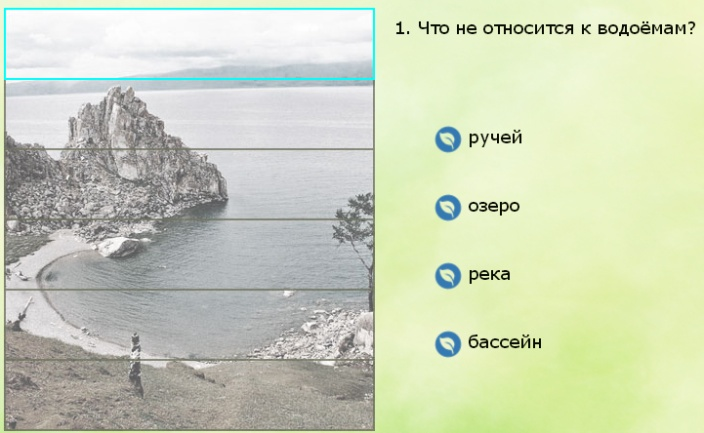 1. Что не относится к водоёмам?
ручей
озеро
река
бассейн